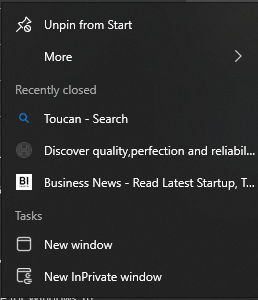 Unpin from Start
More
Recently closed
Toucan - Search
Discover quality,perfection and reliabil...
BI Business News - Read Latest Startup, T...
Tasks
New window
New InPrivate window